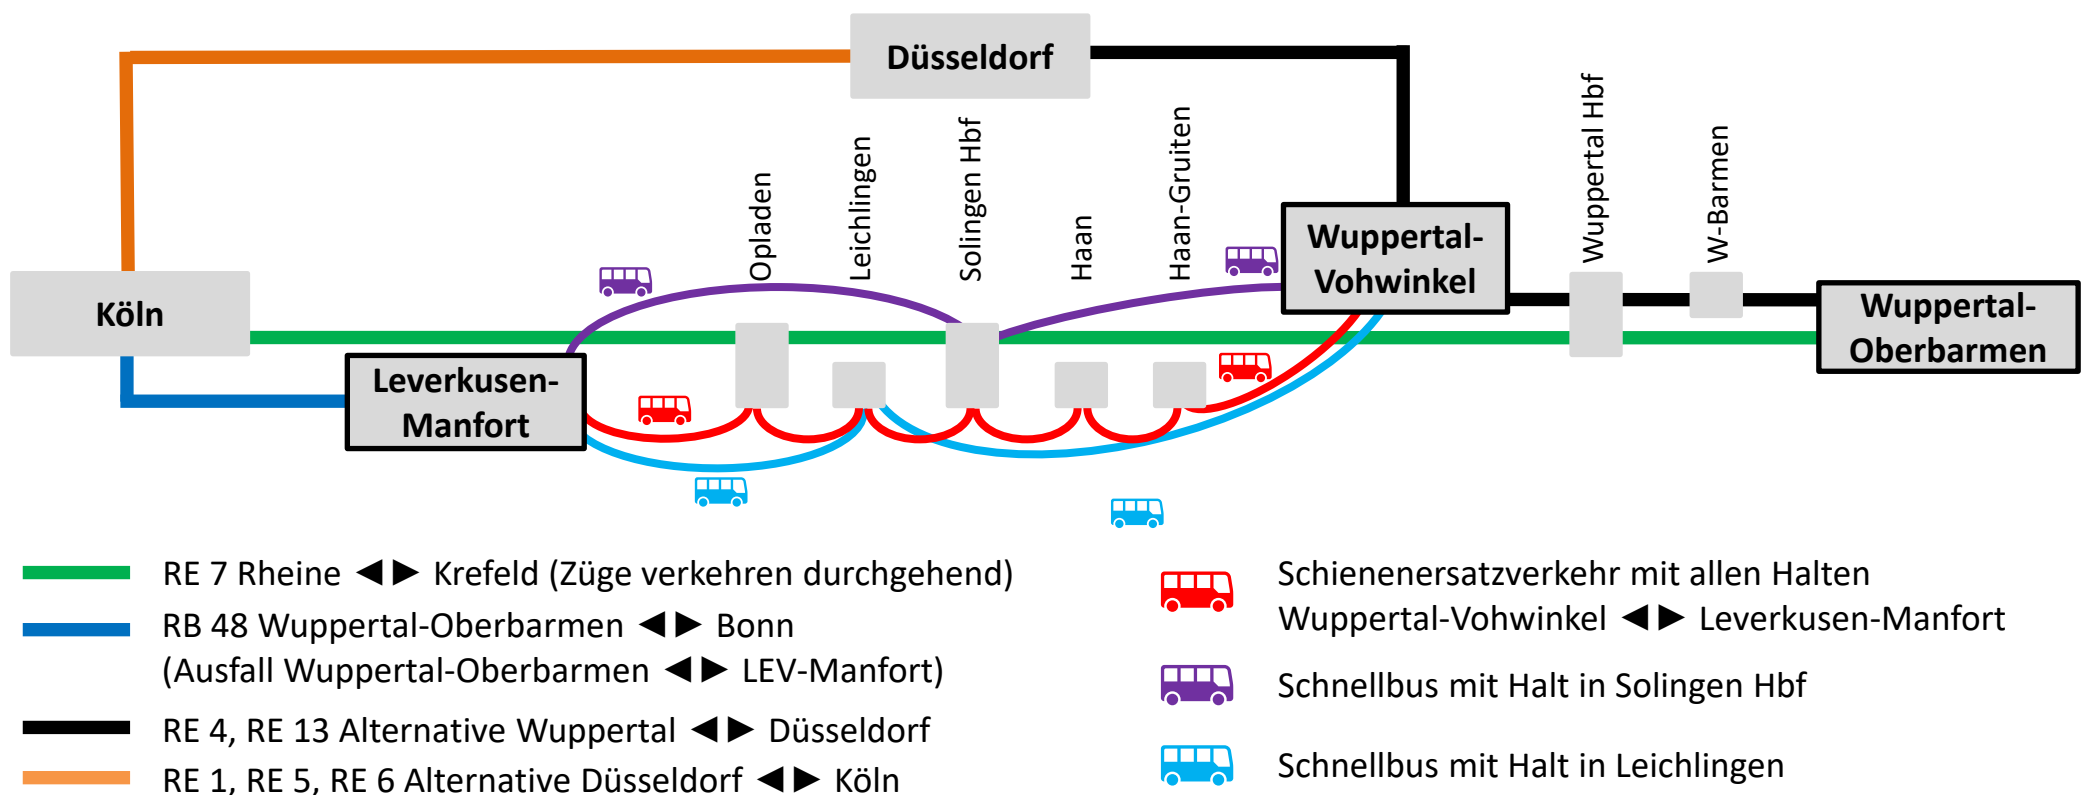 Düsseldorf
Opladen
Leichlingen
Solingen Hbf
Haan
Haan-Gruiten
Wuppertal Hbf
W-Barmen
Wuppertal-
Vohwinkel
Köln
Wuppertal-
Oberbarmen
Leverkusen-
Manfort
RE 7 Rheine ◄► Krefeld (Züge verkehren durchgehend)
RB 48 Wuppertal-Oberbarmen ◄► Bonn
(Ausfall Wuppertal-Oberbarmen ◄► LEV-Manfort)
RE 4, RE 13 Alternative Wuppertal ◄► Düsseldorf
RE 1, RE 5, RE 6 Alternative Düsseldorf ◄► Köln
Schienenersatzverkehr mit allen Halten
Wuppertal-Vohwinkel ◄► Leverkusen-Manfort
Schnellbus mit Halt in Solingen Hbf
Schnellbus mit Halt in Leichlingen